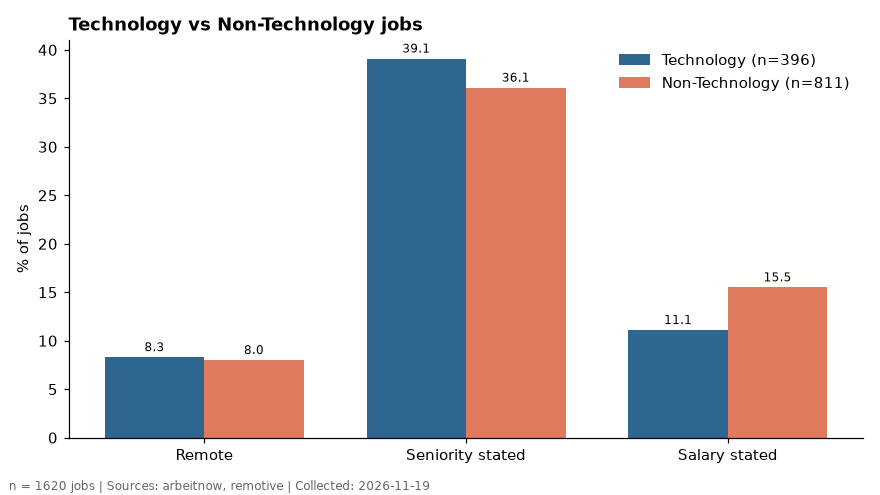 Technology vs Non-Technology jobs
40
35
30
25
20
15
10
5
0
% of jobs
39.1
36.1
8.3
8.0
11.1
15.5
Technology (n=396)
Non-Technology (n=811)
Remote
Seniority stated
Salary stated
n = 1620 jobs | Sources: arbeitnow, remotive | Collected: 2026-11-19